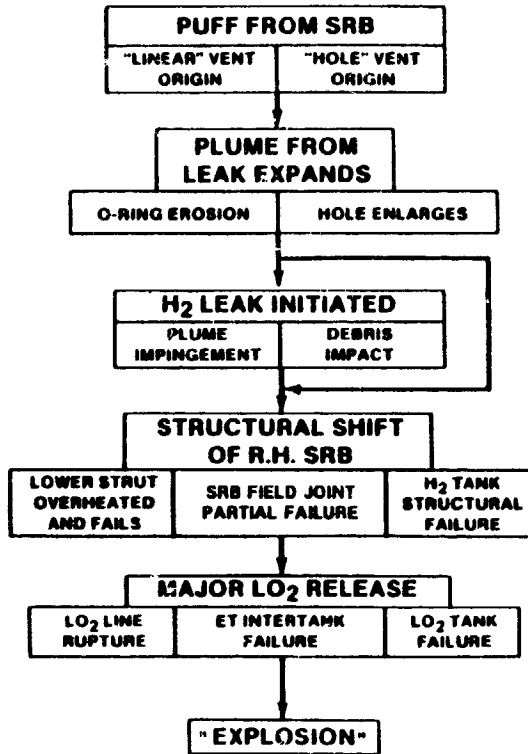 PUFF FROM SRB
"LINEAR" VENT
ORIGIN
"HOLE" VENT
ORIGIN
PLUME FROM
LEAK EXPANDS
O-RING EROSION
HOLE ENLARGES
H₂ LEAK INITIATED
PLUME
IMPINGEMENT
DEBRIS
IMPACT
STRUCTURAL SHIFT
OF R.H. SRB
LOWER STRUT
OVERHEATED
AND FAILS
SRB FIELD JOINT
PARTIAL FAILURE
H₂ TANK
STRUCTURAL
FAILURE
MAJOR LO₂ RELEASE
LO₂ LINE
RUPTURE
ET INTERTANK
FAILURE
LO₂ TANK
FAILURE
"EXPLOSION"